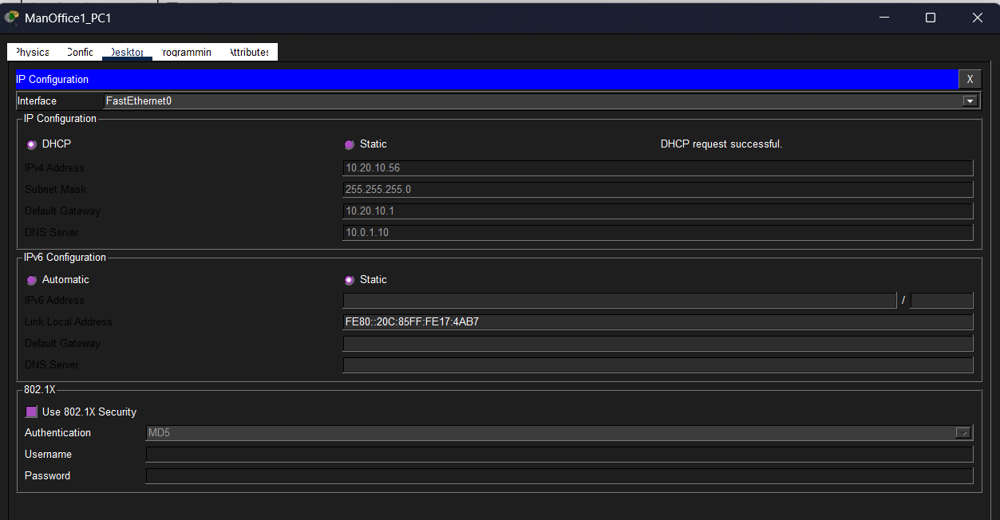 ManOffice1_PC1
Physica Config Desktop Programmin Attributes
IP Configuration X
Interface FastEthernet0
IP Configuration
DHCP Static DHCP request successful.
IPv4 Address 10.20.10.56
Subnet Mask 255.255.255.0
Default Gateway 10.20.10.1
DNS Server 10.0.1.10
IPv6 Configuration
Automatic Static
IPv6 Address /
Link Local Address FE80::20C:85FF:FE17:4AB7
Default Gateway
DNS Server
802.1X
Use 802.1X Security
Authentication MD5
Username
Password